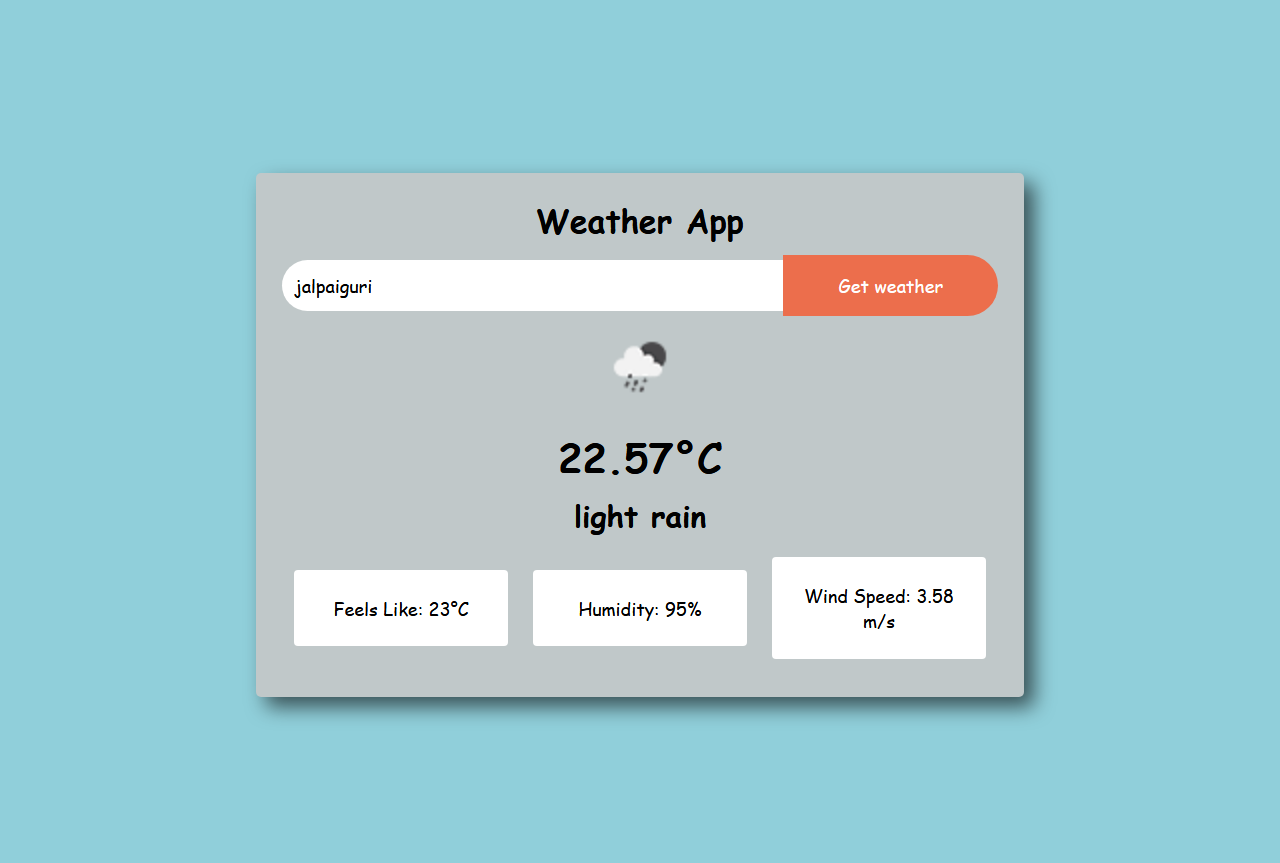 Weather App
jalpaiguri
Get weather
22.57°C
light rain
Feels Like: 23°C
Humidity: 95%
Wind Speed: 3.58
m/s